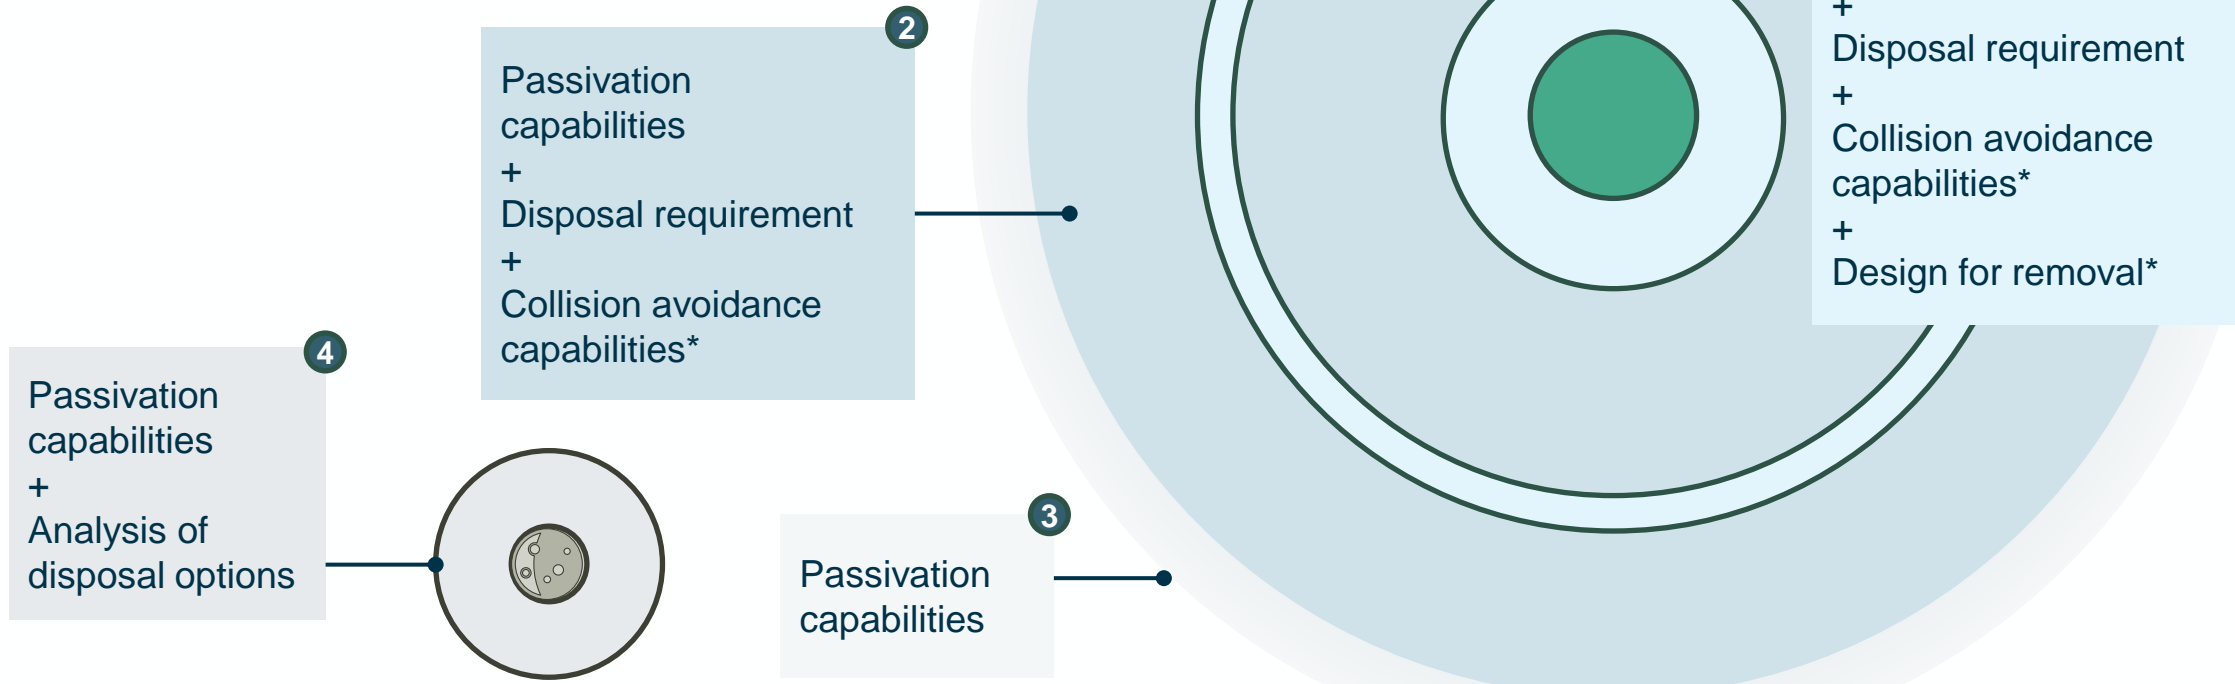 2
Passivation
capabilities
+
Disposal requirement
+
Collision avoidance
capabilities*
+
Disposal requirement
+
Collision avoidance
capabilities*
+
Design for removal*
4
Passivation
capabilities
+
Analysis of
disposal options
3
Passivation
capabilities